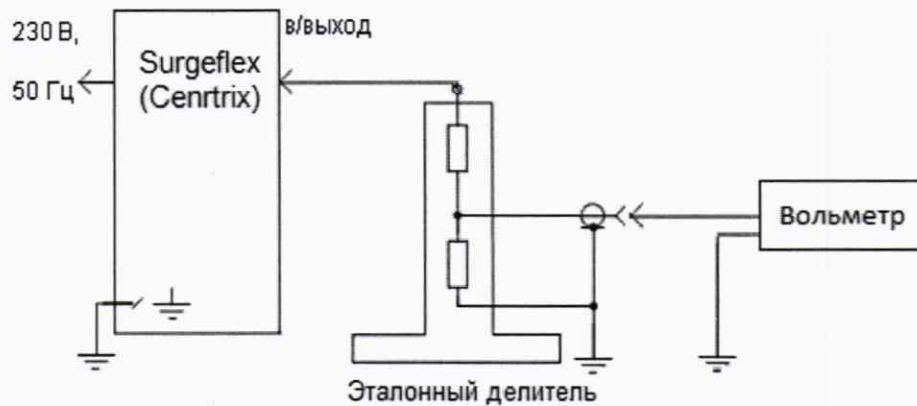 230 В,
50 Гц
Surgeflex
(Cenrtrix)
в/выход
Вольметр
Эталонный делитель